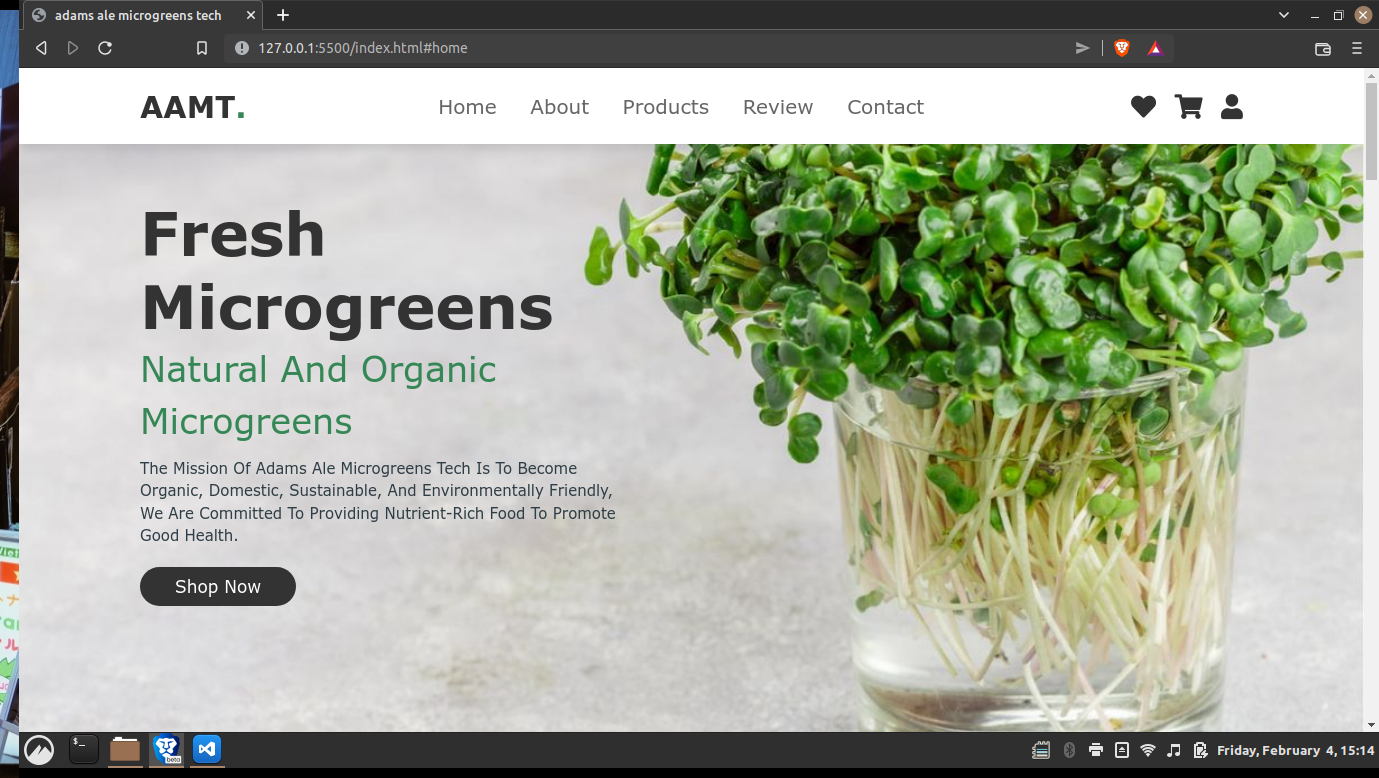 adams ale microgreens tech
127.0.0.1:5500/index.html#home
AAMT.
Home About Products Review Contact
Fresh
Microgreens
Natural And Organic
Microgreens
The Mission Of Adams Ale Microgreens Tech Is To Become
Organic, Domestic, Sustainable, And Environmentally Friendly,
We Are Committed To Providing Nutrient-Rich Food To Promote
Good Health.
Shop Now
$_
beta
Friday, February 4, 15:14